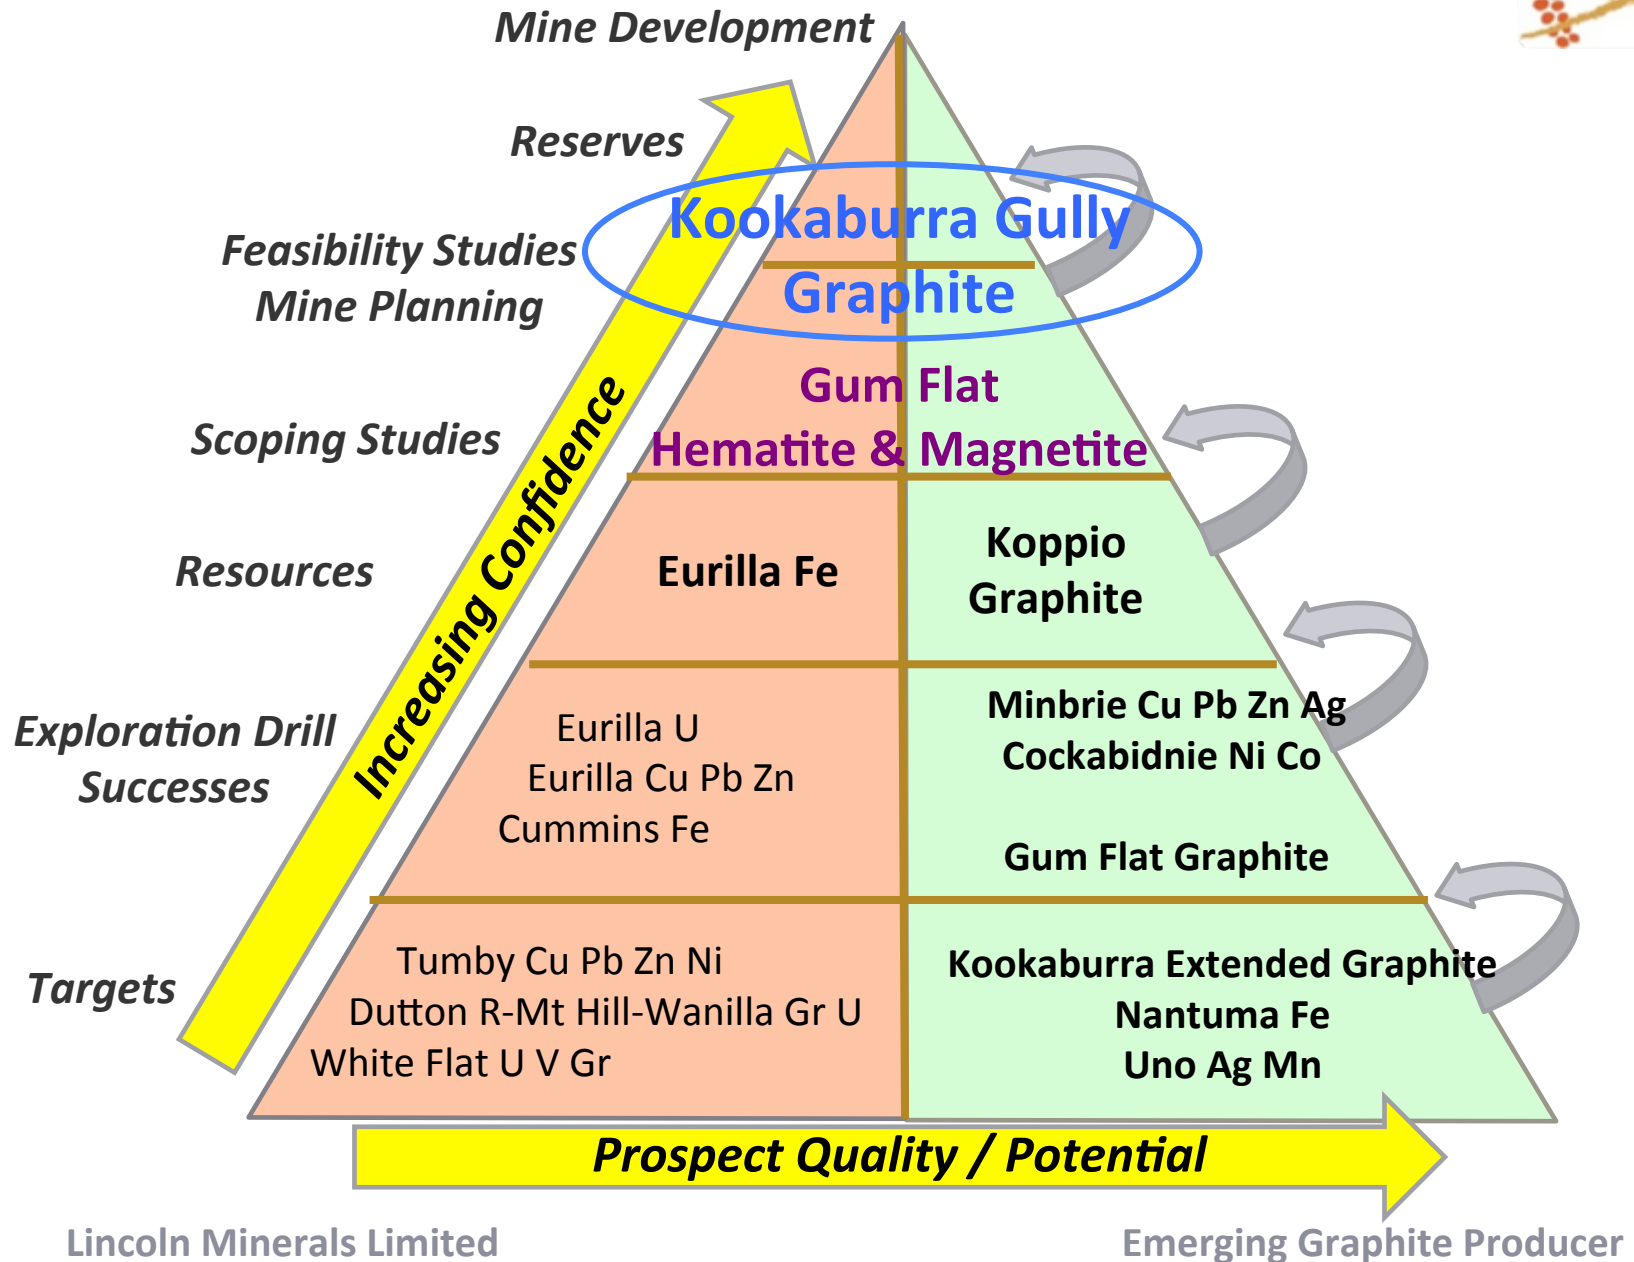 Mine Development
Reserves
Kookaburra Gully
Graphite
Feasibility Studies
Mine Planning
Gum Flat
Hematite & Magnetite
Scoping Studies
Increasing Confidence
Resources
Eurilla Fe
Koppio
Graphite
Exploration Drill
Successes
Eurilla U
Eurilla Cu Pb Zn
Cummins Fe
Minbrie Cu Pb Zn Ag
Cockabidnie Ni Co
Gum Flat Graphite
Targets
Tumby Cu Pb Zn Ni
Dutton R-Mt Hill-Wanilla Gr U
White Flat U V Gr
Kookaburra Extended Graphite
Nantuma Fe
Uno Ag Mn
Prospect Quality / Potential
Lincoln Minerals Limited
Emerging Graphite Producer